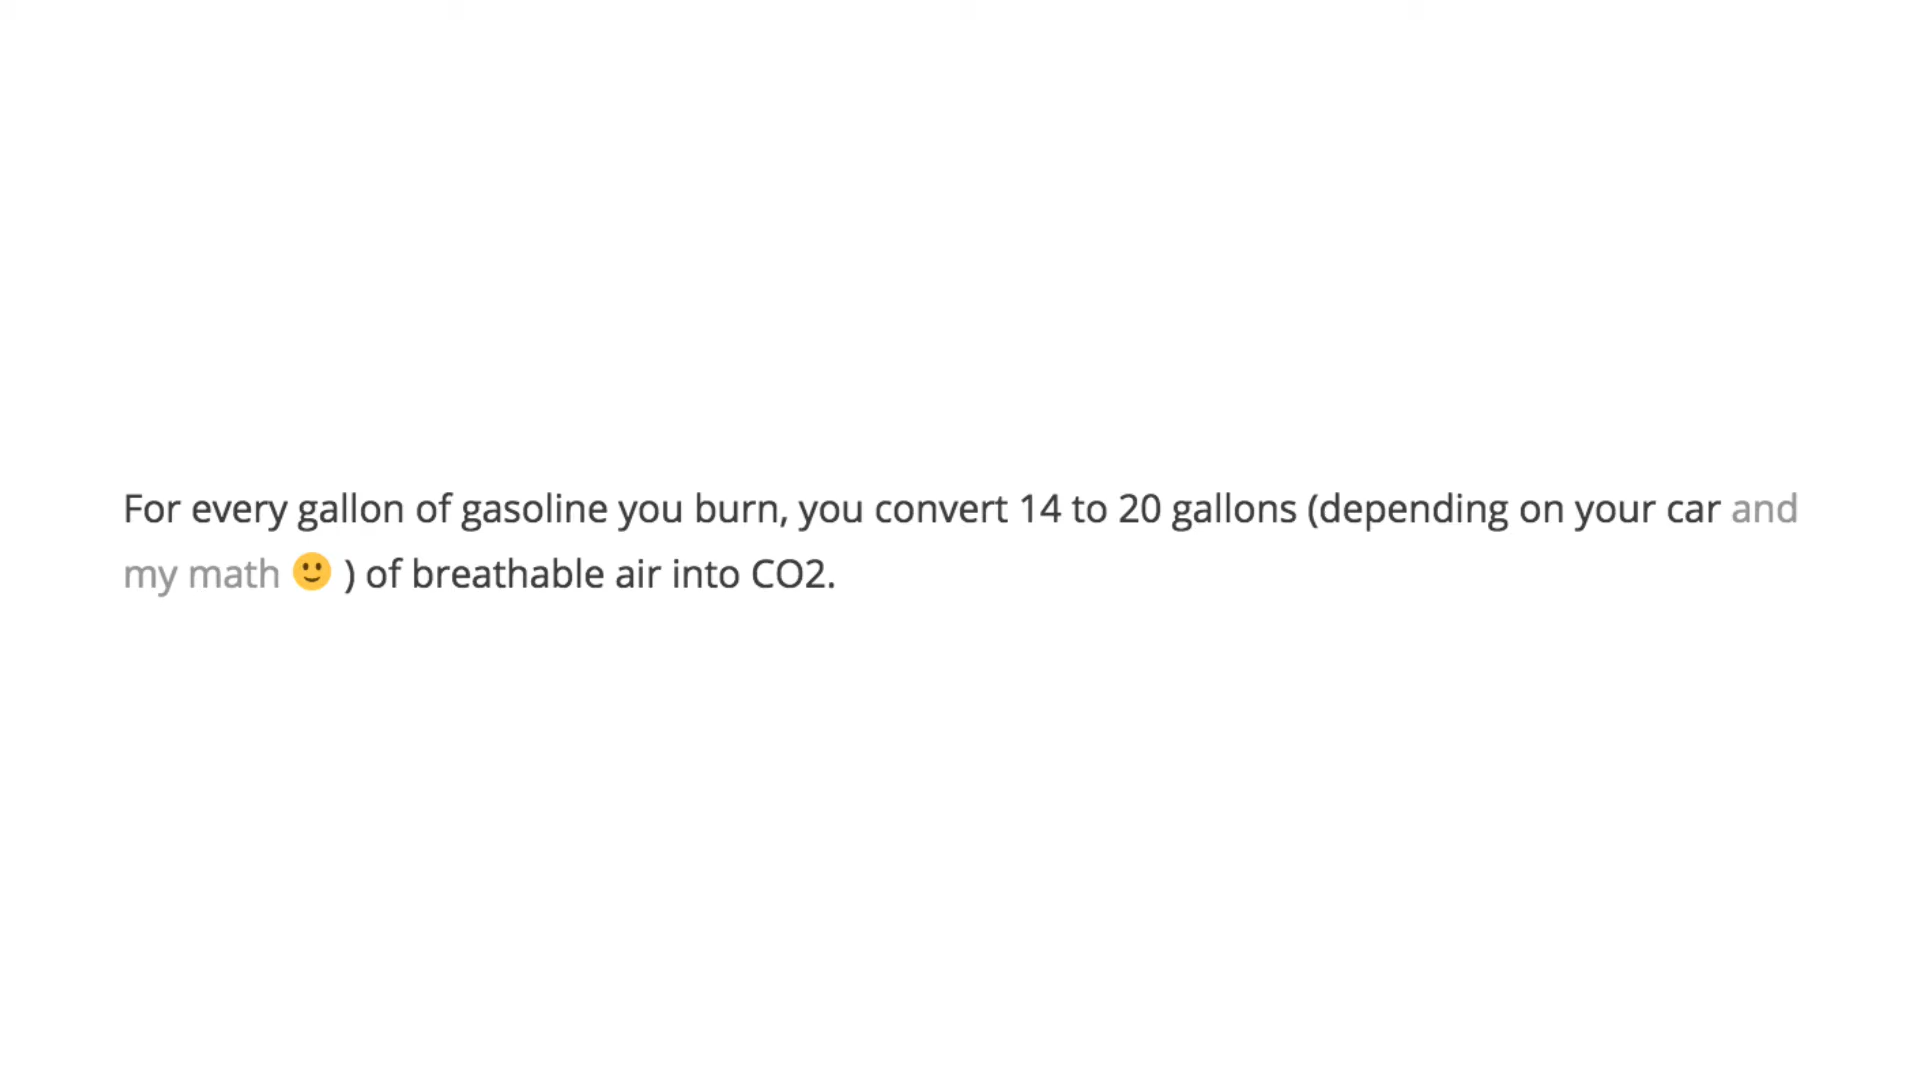 For every gallon of gasoline you burn, you convert 14 to 20 gallons (depending on your car and
my math 🙂 ) of breathable air into CO2.